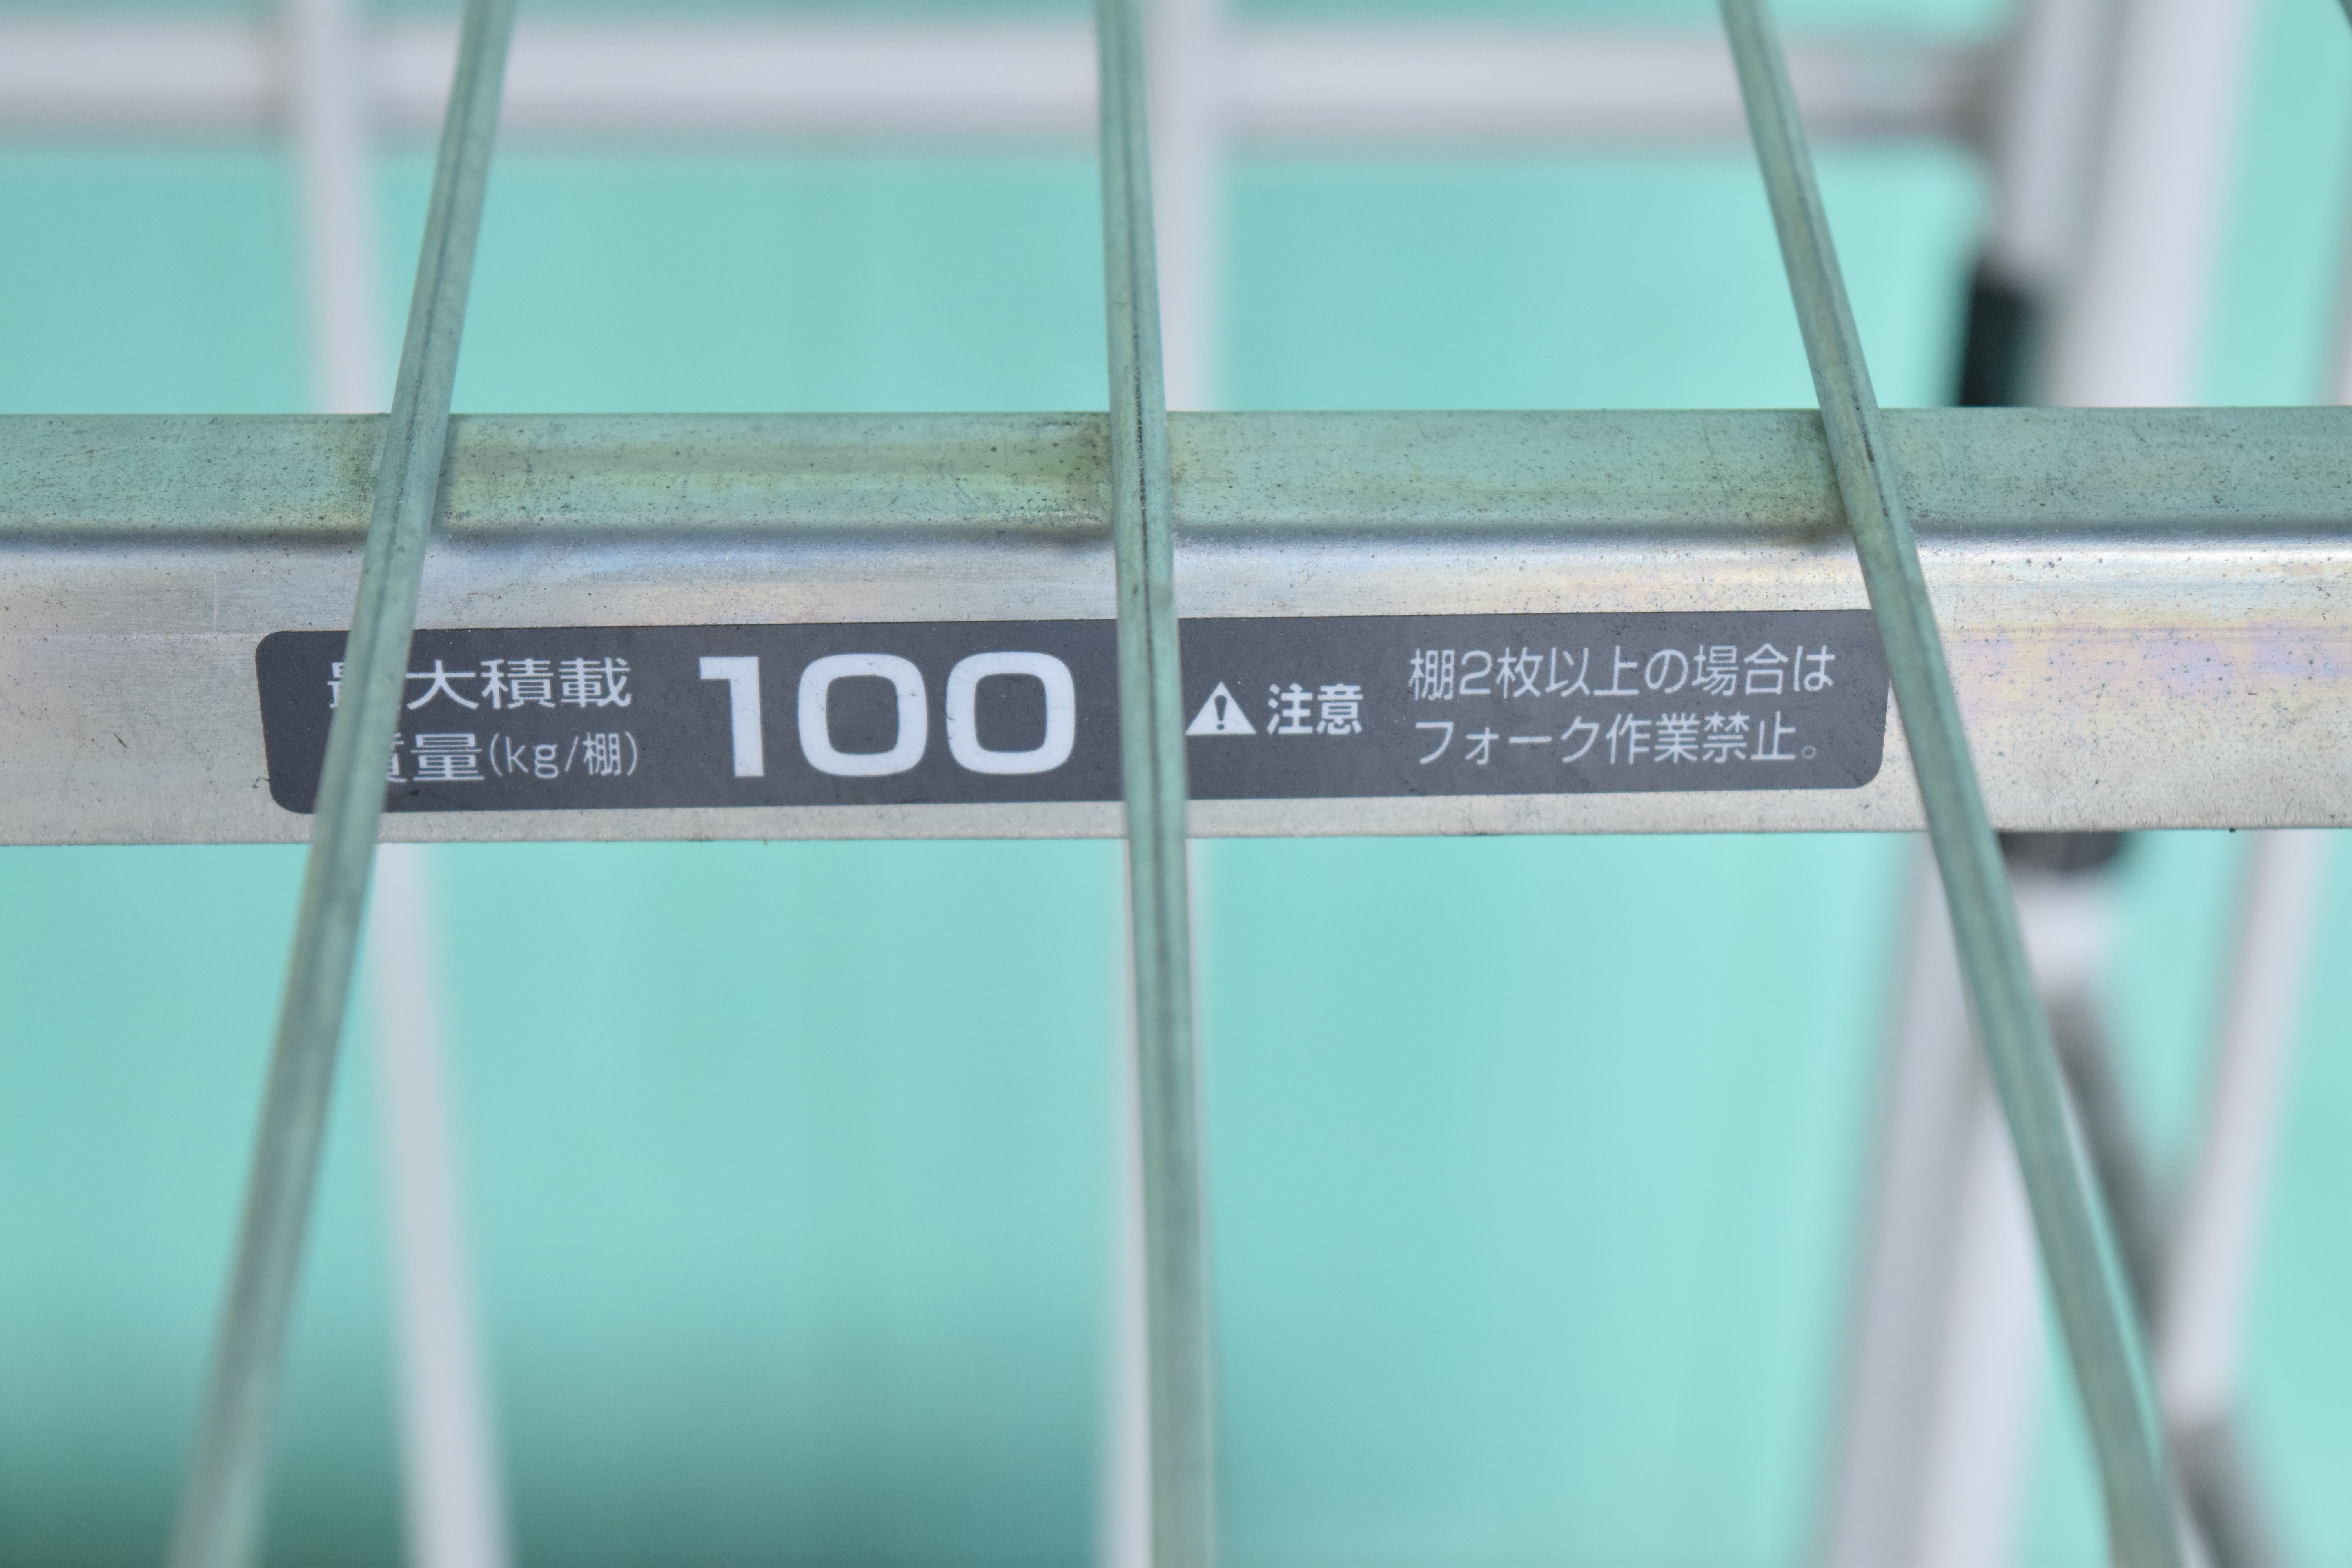 最大積載
質量(kg/棚)
100
注意
棚2枚以上の場合は
フォーク作業禁止。